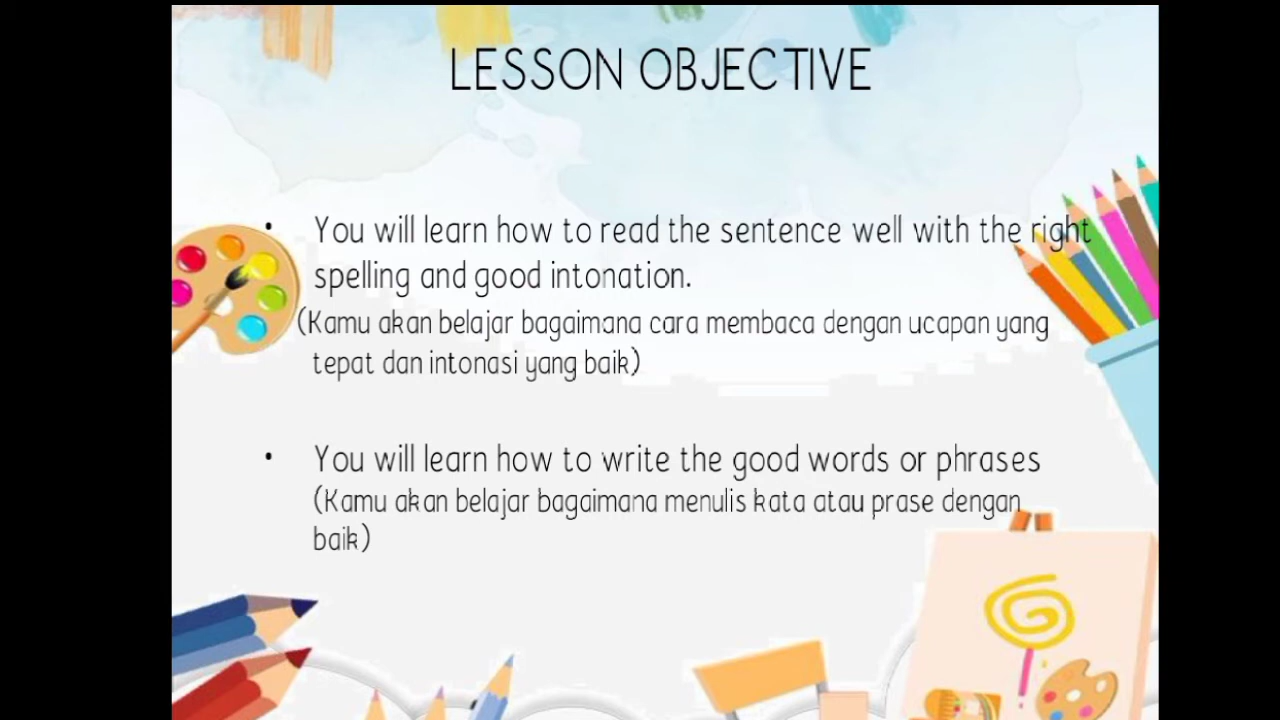 LESSON OBJECTIVE
• You will learn how to read the sentence well with the right
spelling and good intonation.
(Kamu akan belajar bagaimana cara membaca dengan ucapan yang
tepat dan intonasi yang baik)
• You will learn how to write the good words or phrases
(Kamu akan belajar bagaimana menulis kata atau prase dengan
baik)